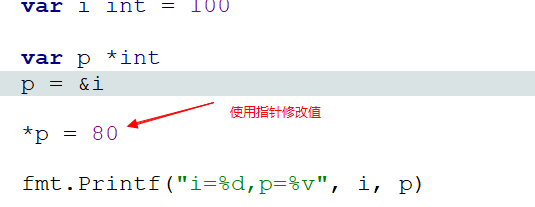 var i int = 100
var p *int
p = &i
*p = 80
使用指针修改值
fmt.Printf("i=%d,p=%v", i, p)